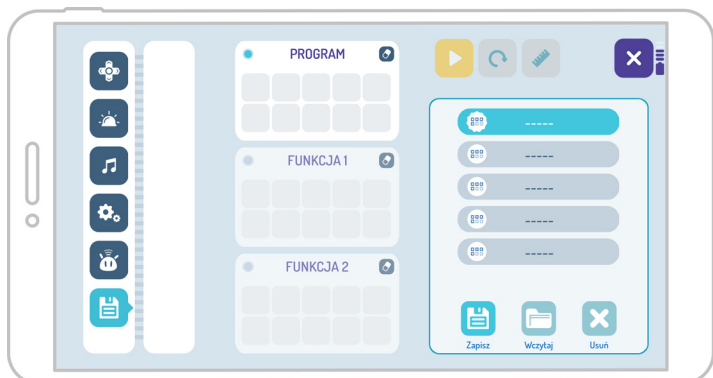 PROGRAM
FUNKCJA 1
FUNKCJA 2
-----
-----
-----
-----
-----
Zapisz
Wczytaj
Usuń